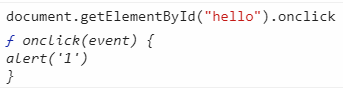 document.getElementById("hello").onclick
ƒ onclick(event) {
alert('1')
}